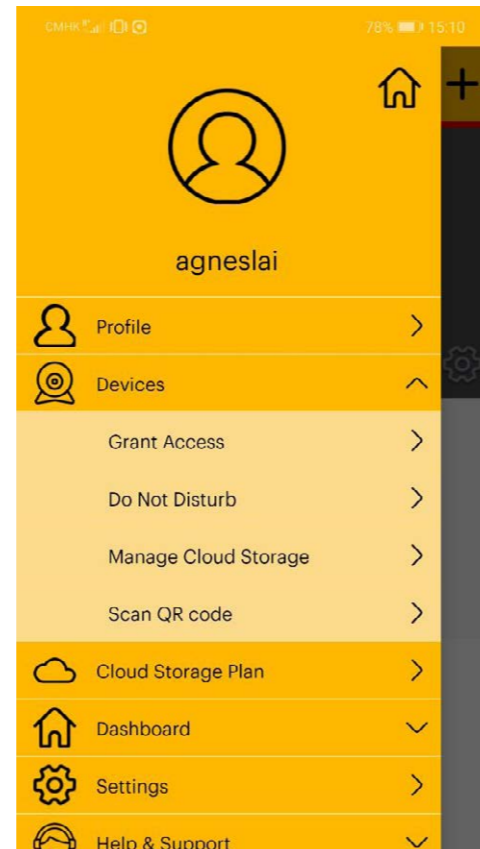 CMHK
78% 15:10
agneslai
Profile
Devices
Grant Access
Do Not Disturb
Manage Cloud Storage
Scan QR code
Cloud Storage Plan
Dashboard
Settings
Help & Support